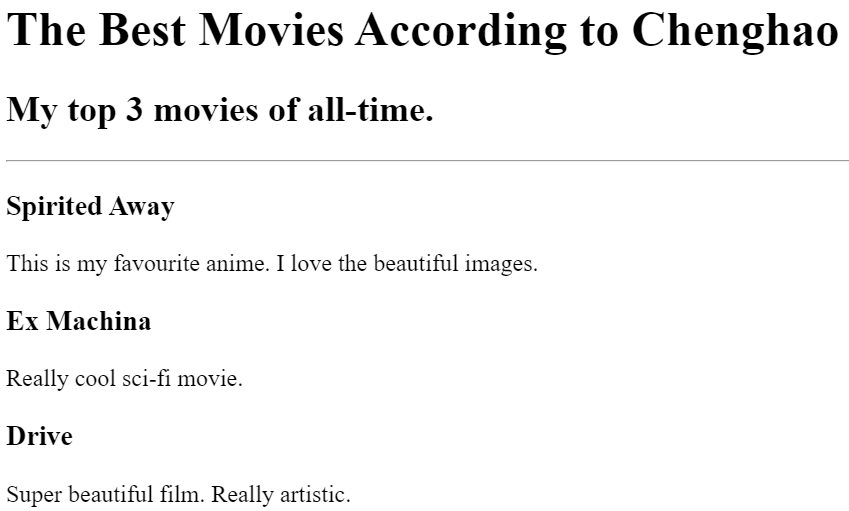 The Best Movies According to Chenghao
My top 3 movies of all-time.
Spirited Away
This is my favourite anime. I love the beautiful images.
Ex Machina
Really cool sci-fi movie.
Drive
Super beautiful film. Really artistic.